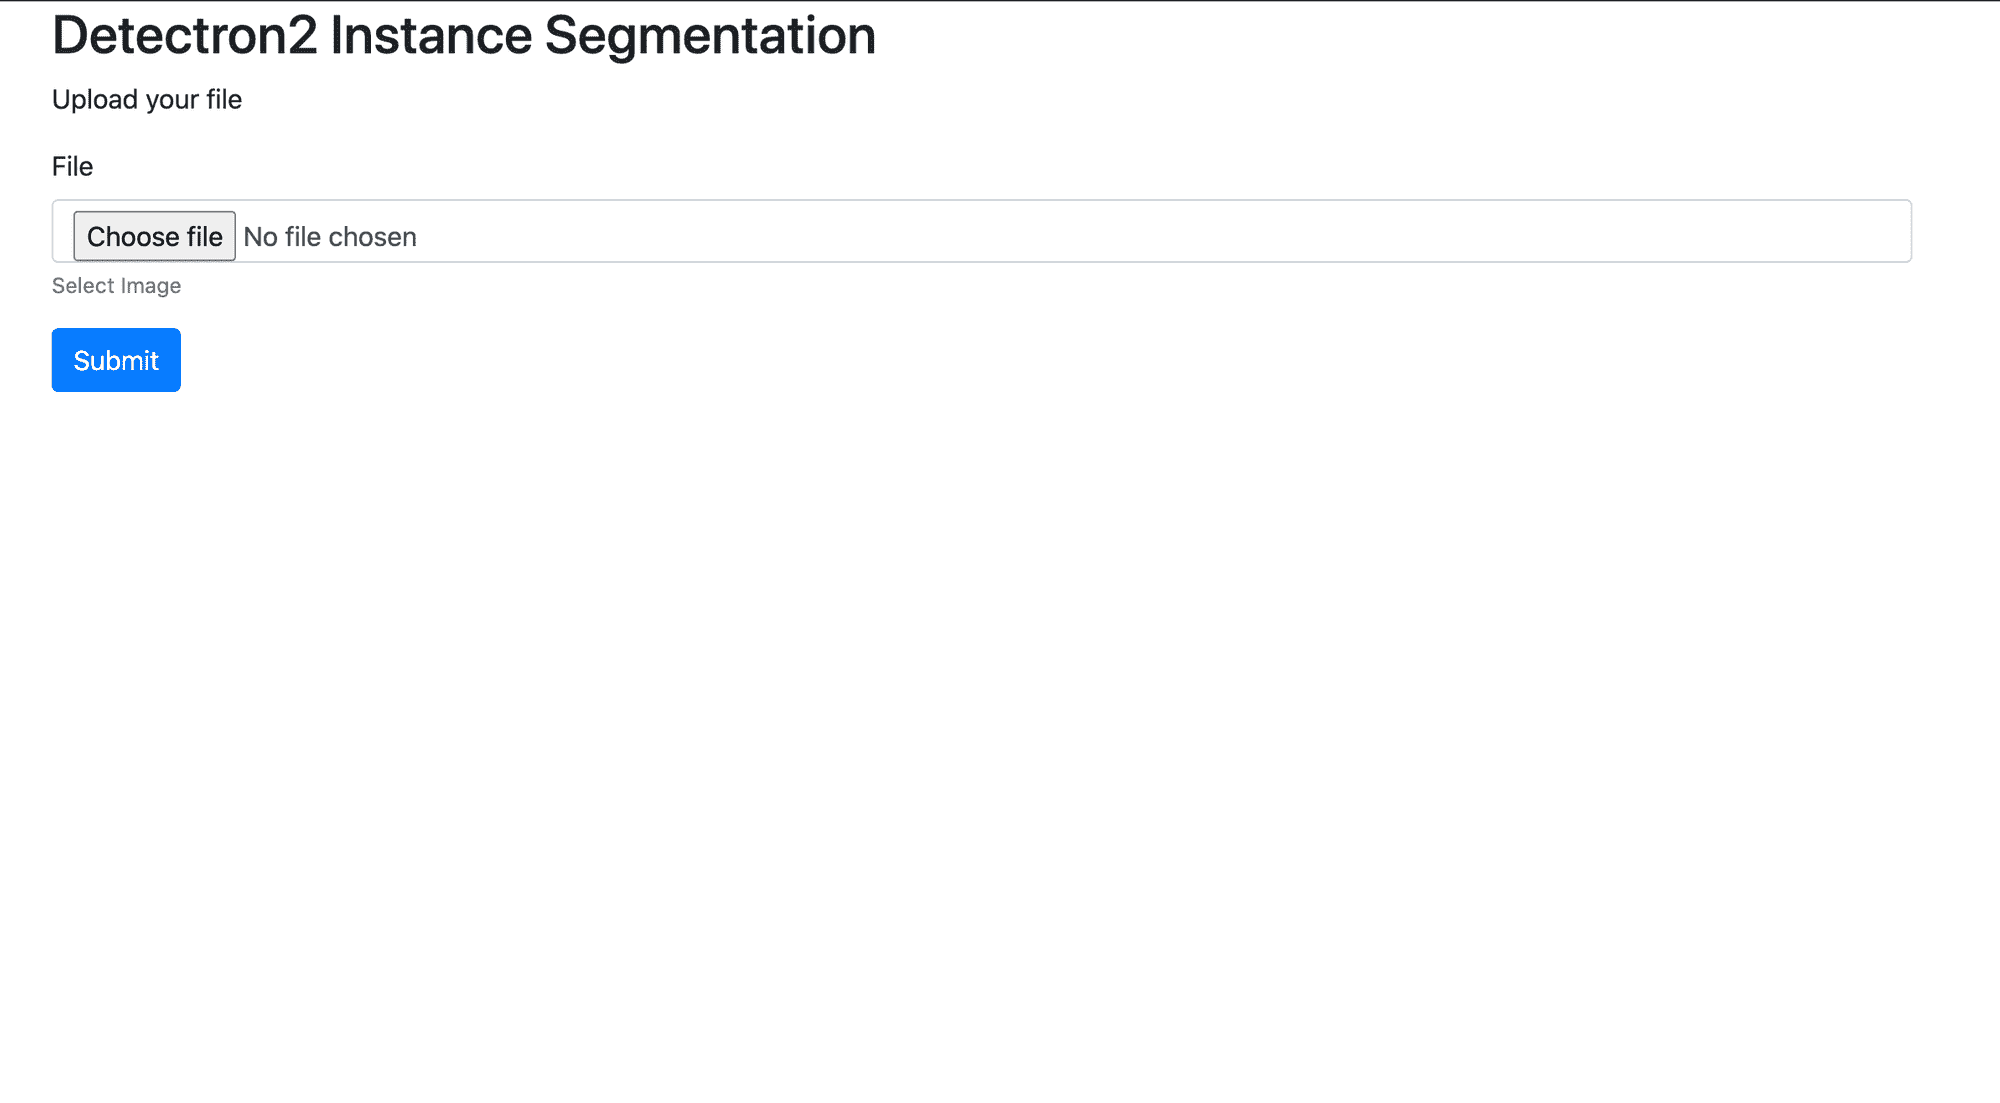 Detectron2 Instance Segmentation
Upload your file
File
Choose file No file chosen
Select Image
Submit